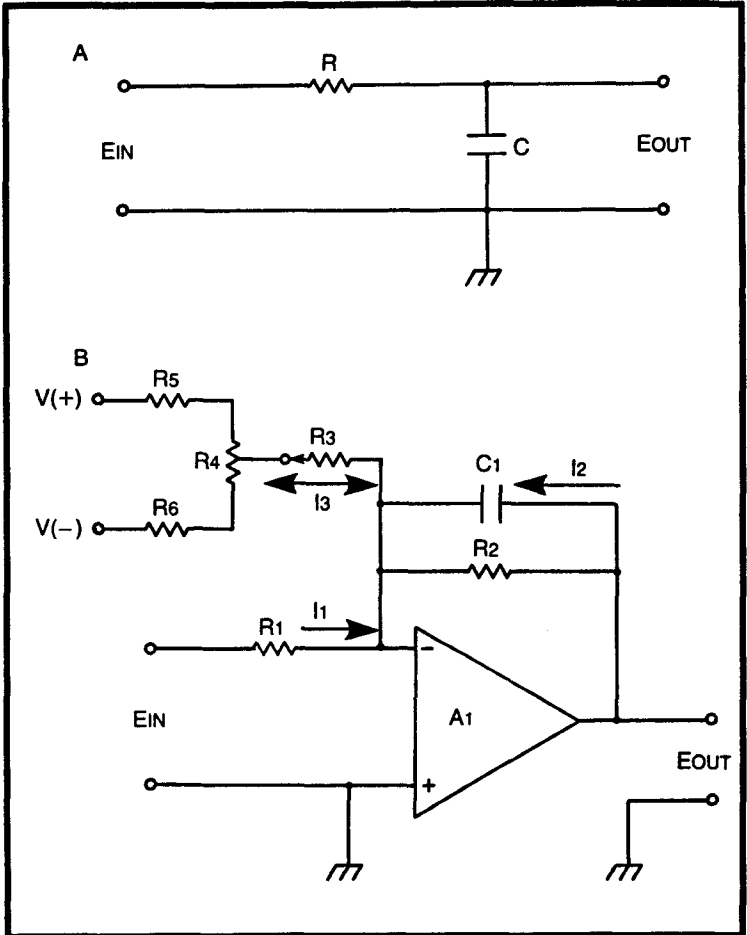 A
R
EIN
C
EOUT
B
V(+)
R5
R4
R3
I3
C1
I2
V(−)
R6
R2
R1
I1
−
EIN
A1
+
EOUT